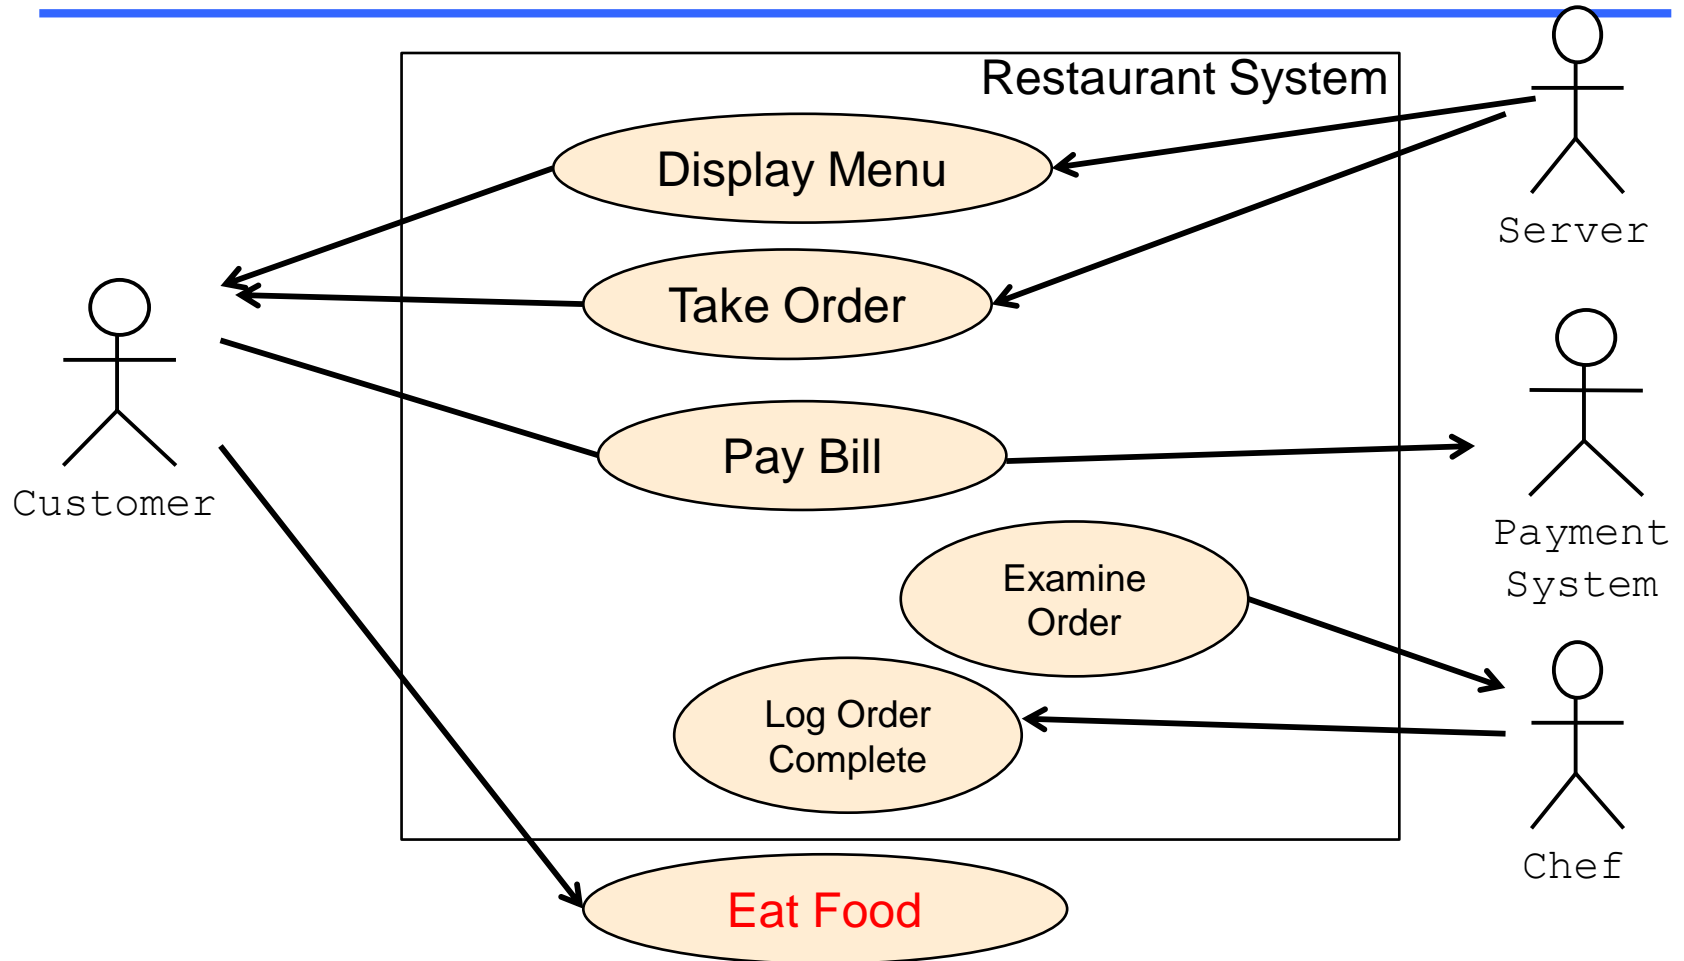 Restaurant System
Display Menu
Server
Take Order
Pay Bill
Customer
Payment
System
Examine
Order
Log Order
Complete
Chef
Eat Food